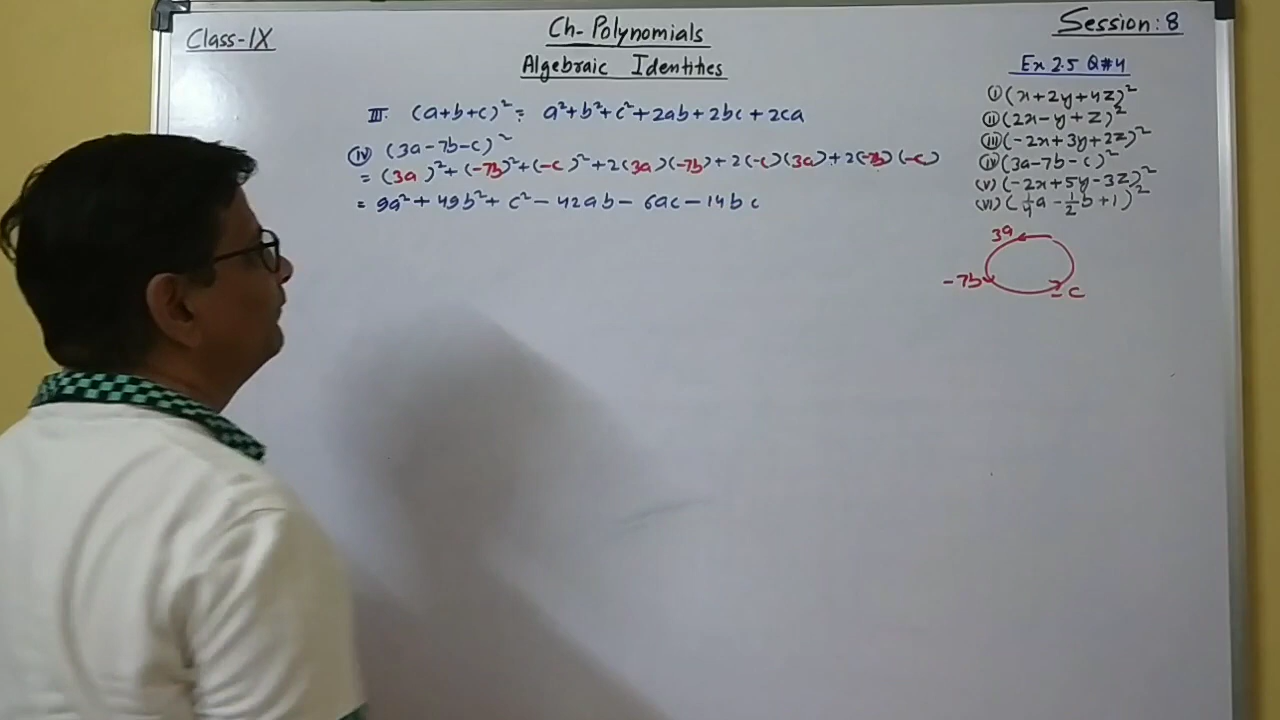 Class-IX
Ch-Polynomials
Algebraic Identities
Session: 8
III. (a+b+c)² = a²+b²+c²+2ab+2bc+2ca
(iv) (3a-7b-c)²
= (3a)²+(-7b)²+(-c)²+2(3a)(-7b)+2(-c)(3a)+2(-7b)(-c)
= 9a²+49b²+c²-42ab-6ac-14bc
Ex 2.5 Q#4
(i) (x+2y+4z)²
(ii) (2x-y+z)²
(iii) (-2x+3y+2z)²
(iv) (3a-7b-c)²
(v) (-2x+5y-3z)²
(vi) (1/4a-1/2b+1)²
3a
-7b
-c